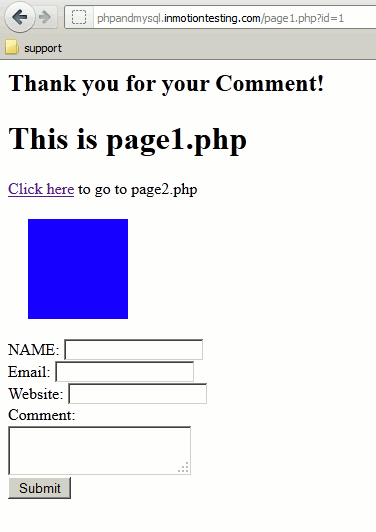 phpandmysql.inmotiontesting.com/page1.php?id=1
support
Thank you for your Comment!
This is page1.php
Click here to go to page2.php
NAME:
Email:
Website:
Comment:
Submit